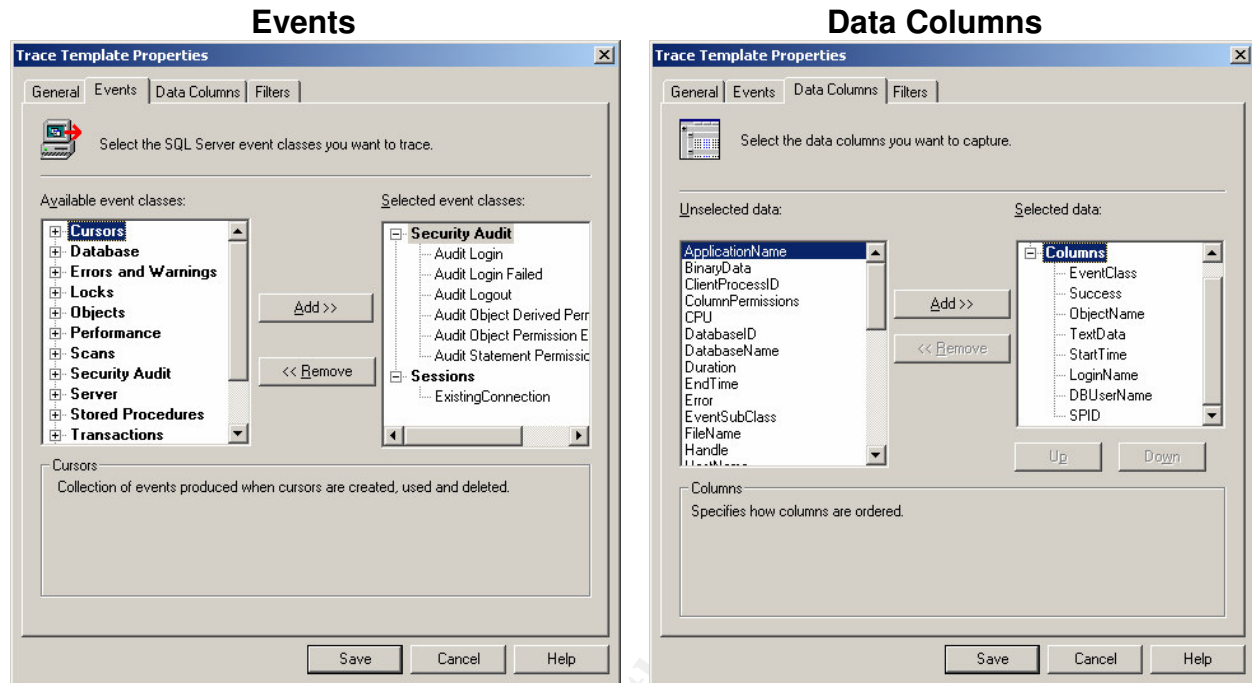 Events
Trace Template Properties
General Events Data Columns Filters
Select the SQL Server event classes you want to trace.
Available event classes:
Cursors
Database
Errors and Warnings
Locks
Objects
Performance
Scans
Security Audit
Server
Stored Procedures
Transactions
Add >>
<< Remove
Selected event classes:
Security Audit
Audit Login
Audit Login Failed
Audit Logout
Audit Object Derived Perr
Audit Object Permission E
Audit Statement Permissic
Sessions
ExistingConnection
Cursors
Collection of events produced when cursors are created, used and deleted.
Save Cancel Help
Data Columns
Trace Template Properties
General Events Data Columns Filters
Select the data columns you want to capture.
Unselected data:
ApplicationName
BinaryData
ClientProcessID
ColumnPermissions
CPU
DatabaseID
DatabaseName
Duration
EndTime
Error
EventSubClass
FileName
Handle
Add >>
<< Remove
Selected data:
Columns
EventClass
Success
ObjectName
TextData
StartTime
LoginName
DBUserName
SPID
Up Down
Columns
Specifies how columns are ordered.
Save Cancel Help